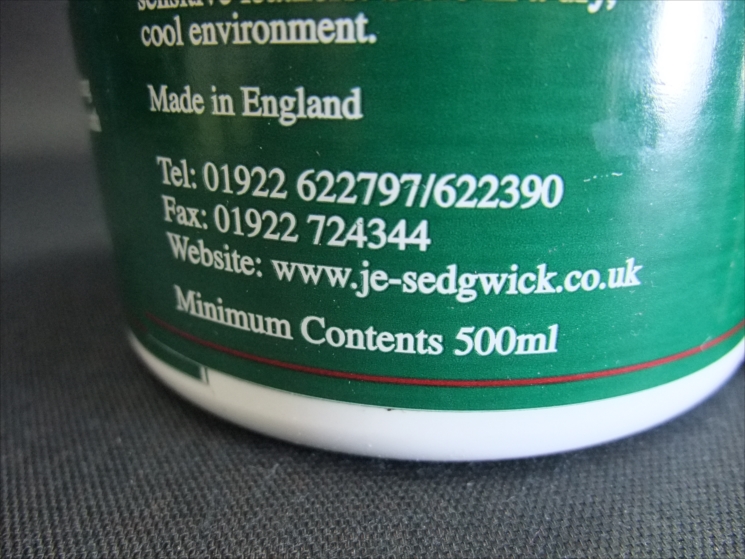 sensitive
cool environment.
Made in England
Tel: 01922 622797/622390
Fax: 01922 724344
Website: www.je-sedgwick.co.uk
Minimum Contents 500ml